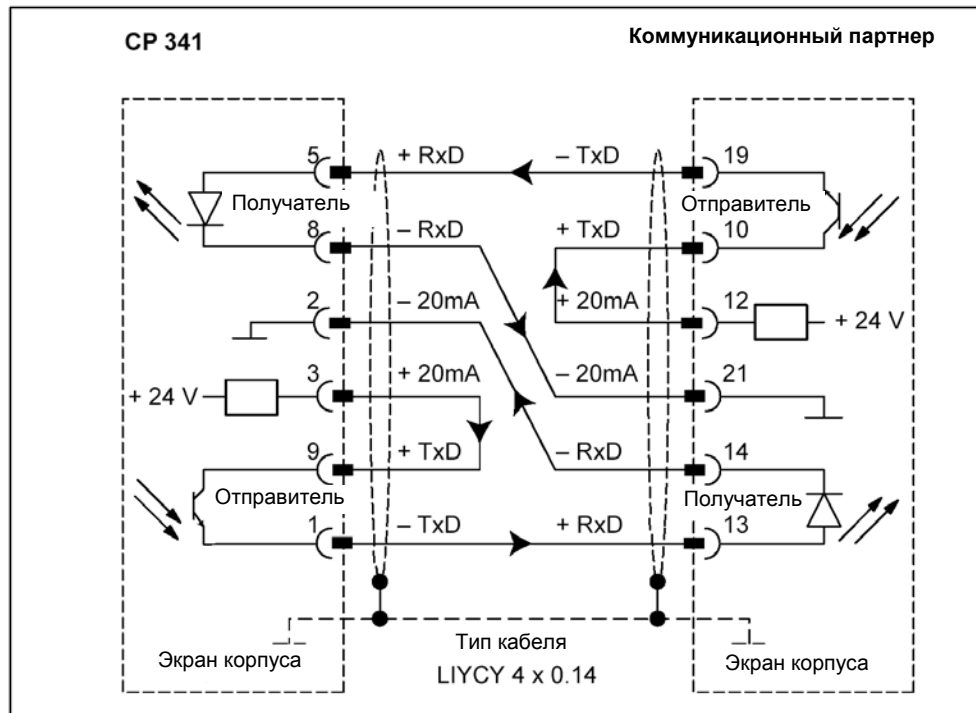 CP 341
Коммуникационный партнер
5 + RxD – TxD 19
Получатель
Отправитель
8 – RxD + TxD 10
2 – 20mA + 20mA 12
+ 24 V
3 + 20mA – 20mA 21
+ 24 V
9 + TxD – RxD 14
Отправитель
Получатель
1 – TxD + RxD 13
Экран корпуса
Тип кабеля
LIYCY 4 x 0.14
Экран корпуса